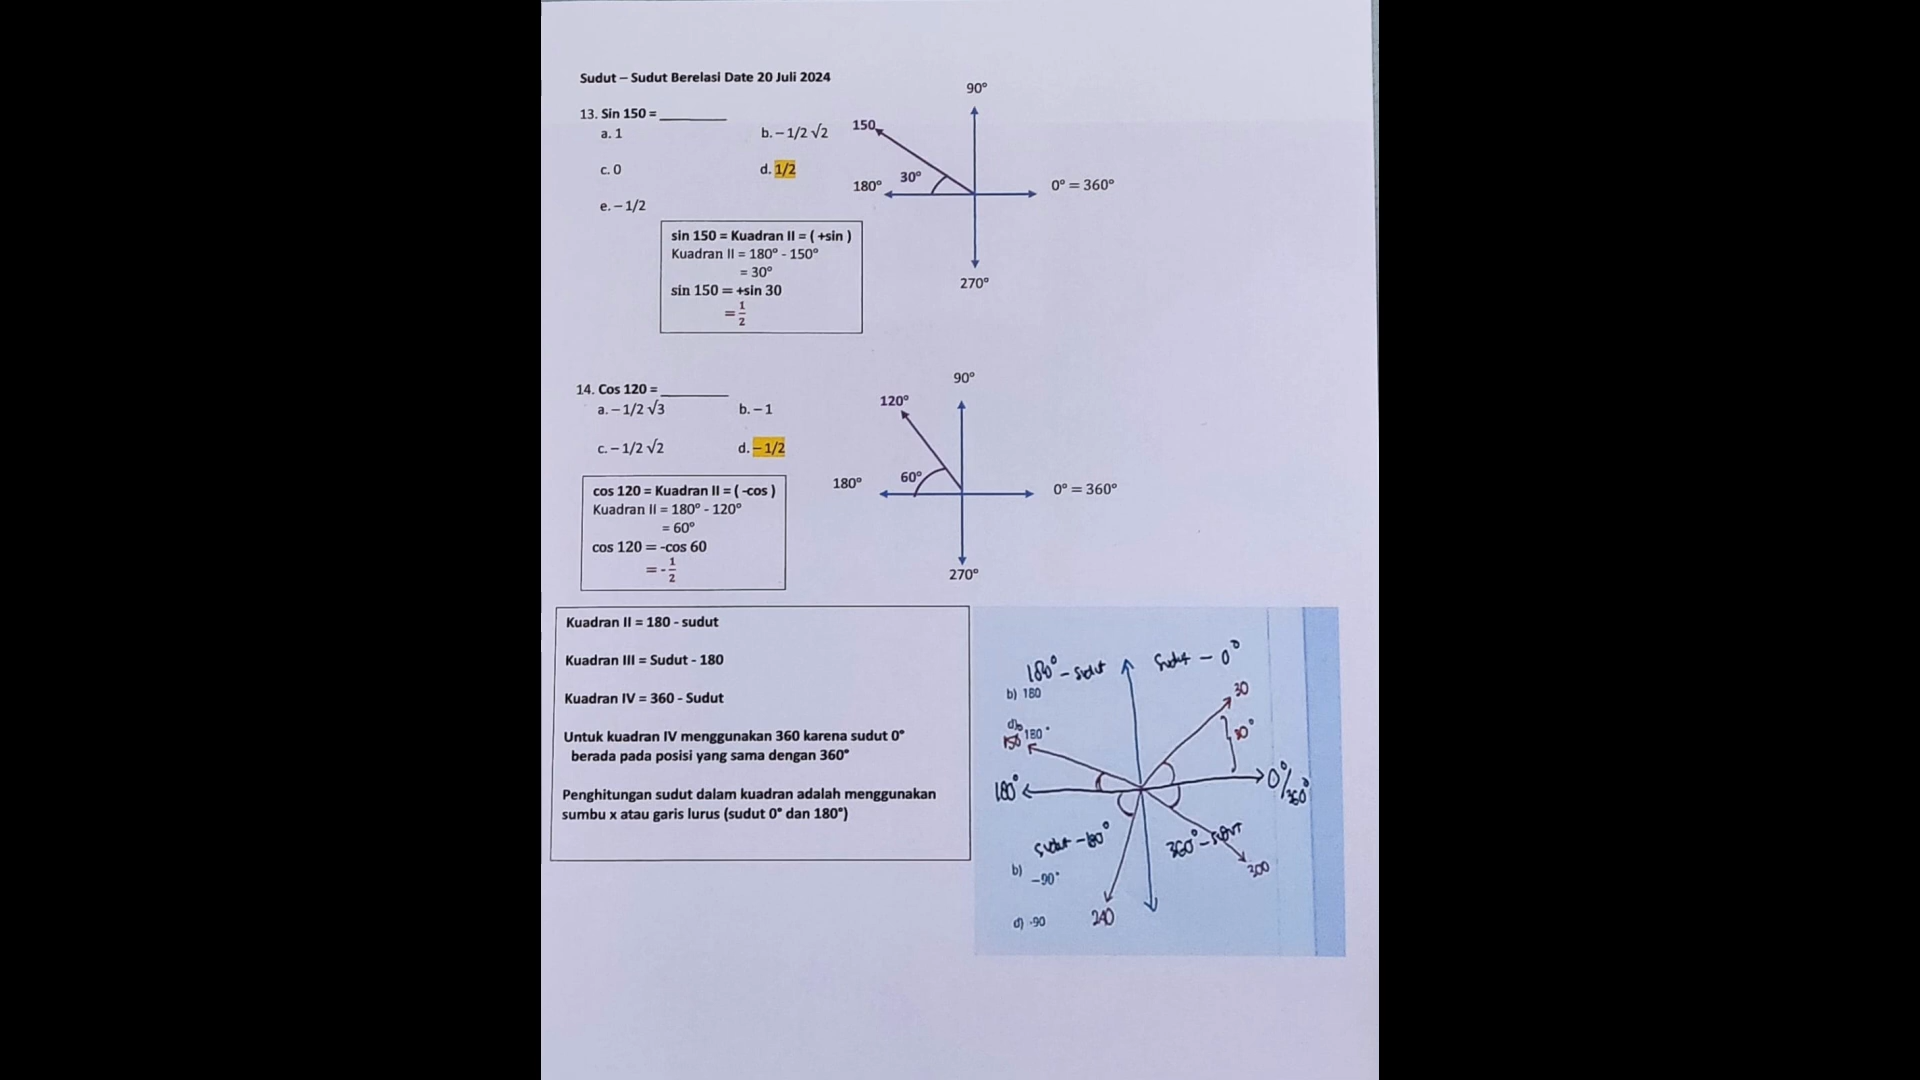 Sudut – Sudut Berelasi Date 20 Juli 2024
90°
13. Sin 150 = ________
a. 1
b. – 1/2 √2
150
c. 0
d. 1/2
30°
180°
0° = 360°
e. – 1/2
sin 150 = Kuadran II = ( +sin )
Kuadran II = 180° - 150°
= 30°
270°
sin 150 = +sin 30
= 1/2
90°
14. Cos 120 = ________
120°
a. – 1/2 √3
b. – 1
c. – 1/2 √2
d. – 1/2
60°
180°
0° = 360°
cos 120 = Kuadran II = ( -cos )
Kuadran II = 180° - 120°
= 60°
cos 120 = -cos 60
= - 1/2
270°
Kuadran II = 180 - sudut
Kuadran III = Sudut - 180
Kuadran IV = 360 - Sudut
Untuk kuadran IV menggunakan 360 karena sudut 0°
berada pada posisi yang sama dengan 360°
Penghitungan sudut dalam kuadran adalah menggunakan
sumbu x atau garis lurus (sudut 0° dan 180°)
180° – sudut
sudut – 0°
b) 180
30
180°
150
30°
180°
0°/360°
sudut – 180°
360° – sudut
b)
–90°
300
d) -90
240